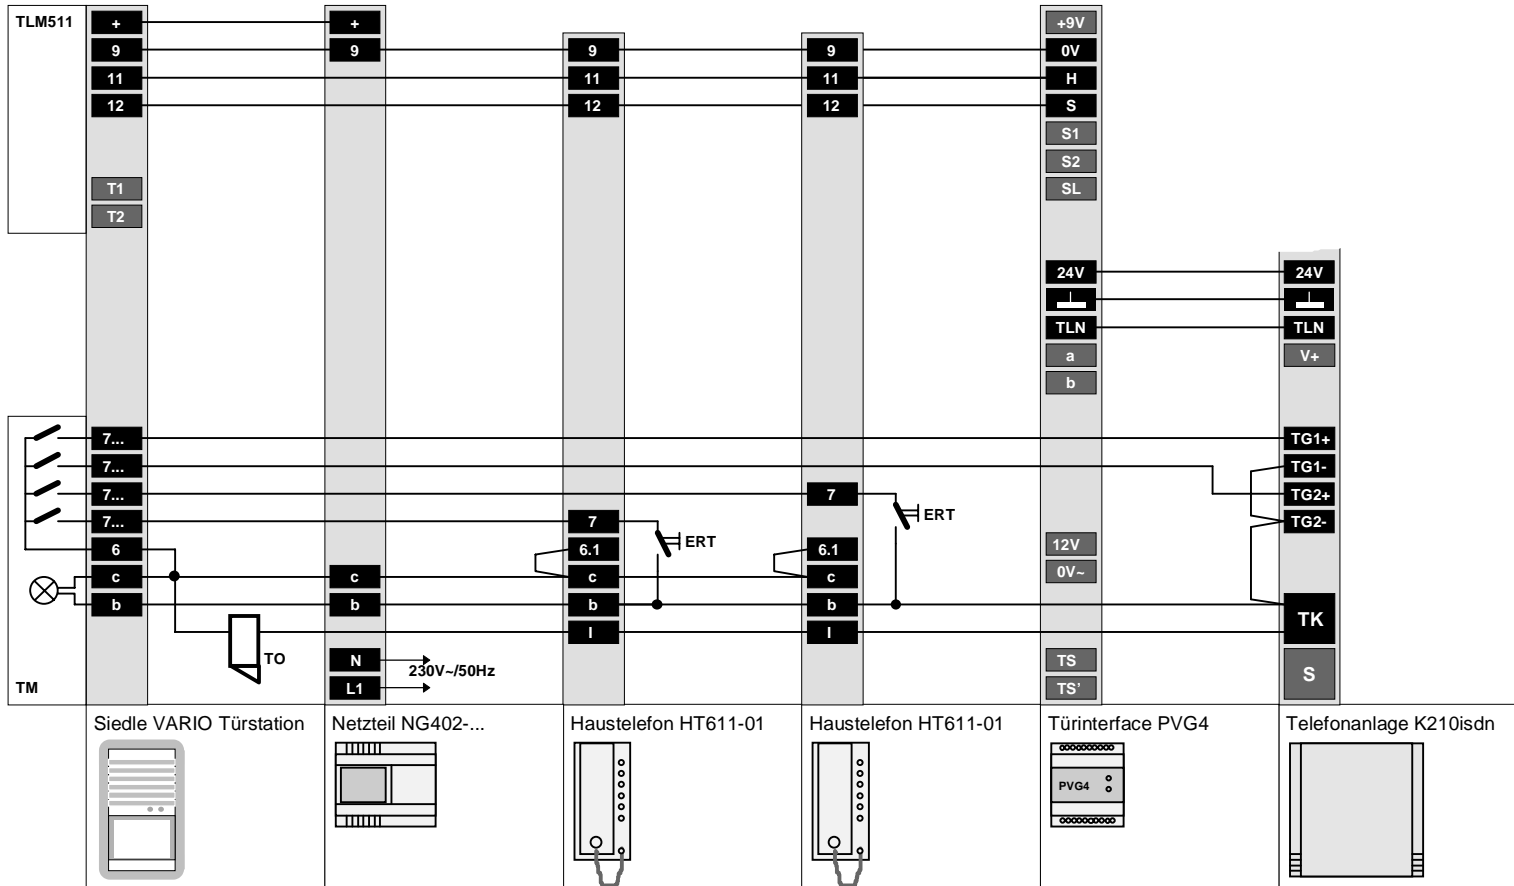 TLM511 + + +9V
9 9 9 9 0V
11 11 11 H
12 12 12 S
S1
S2
T1 SL
T2
24V 24V
TLN TLN
a V+
b
7... TG1+
7... TG1-
7... 7 TG2+
ERT
7... 7 TG2-
ERT
6 6.1 6.1 12V
c c c c 0V~
b b b b TK
I I
TO N 230V~/50Hz TS S
TM L1 TS'
Siedle VARIO Türstation Netzteil NG402-... Haustelefon HT611-01 Haustelefon HT611-01 Türinterface PVG4 Telefonanlage K210isdn
PVG4